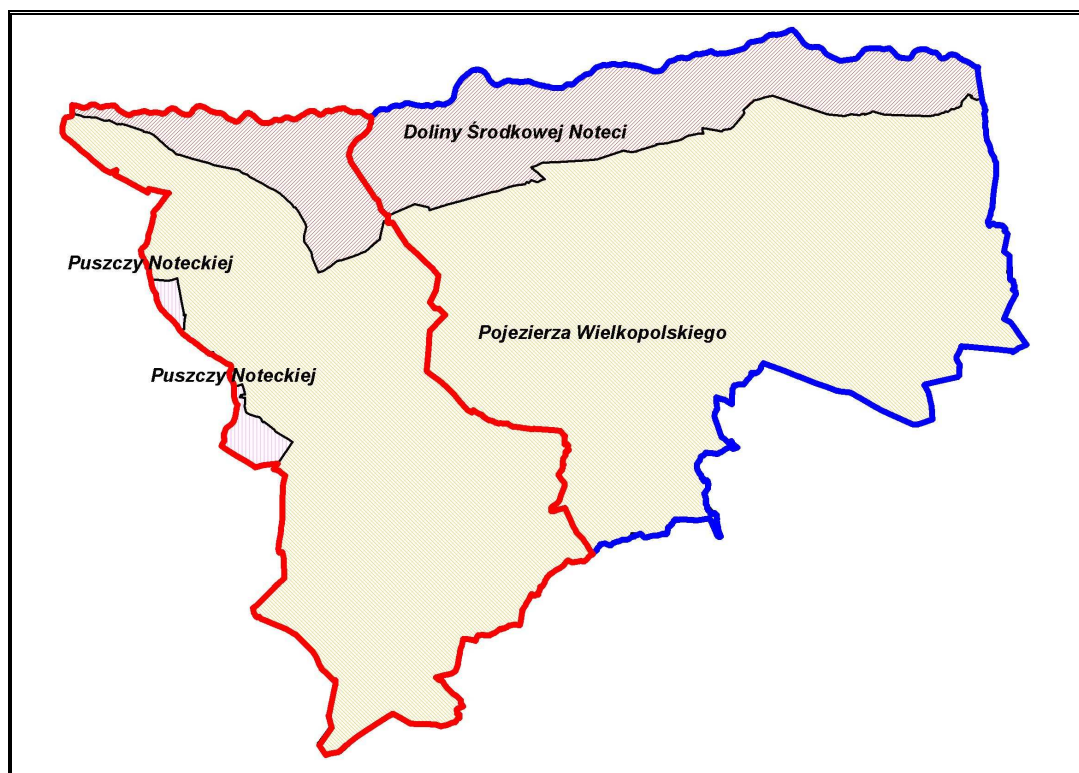 Doliny Środkowej Noteci
Puszczy Noteckiej
Pojezierza Wielkopolskiego
Puszczy Noteckiej